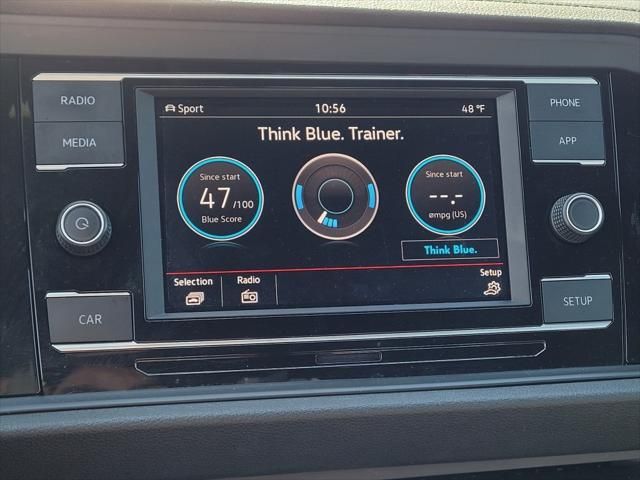 RADIO
MEDIA
CAR
Sport 10:56 48 °F
Think Blue. Trainer.
Since start
47/100
Blue Score
Since start
--.-
ømpg (US)
Think Blue.
Selection Radio Setup
PHONE
APP
SETUP